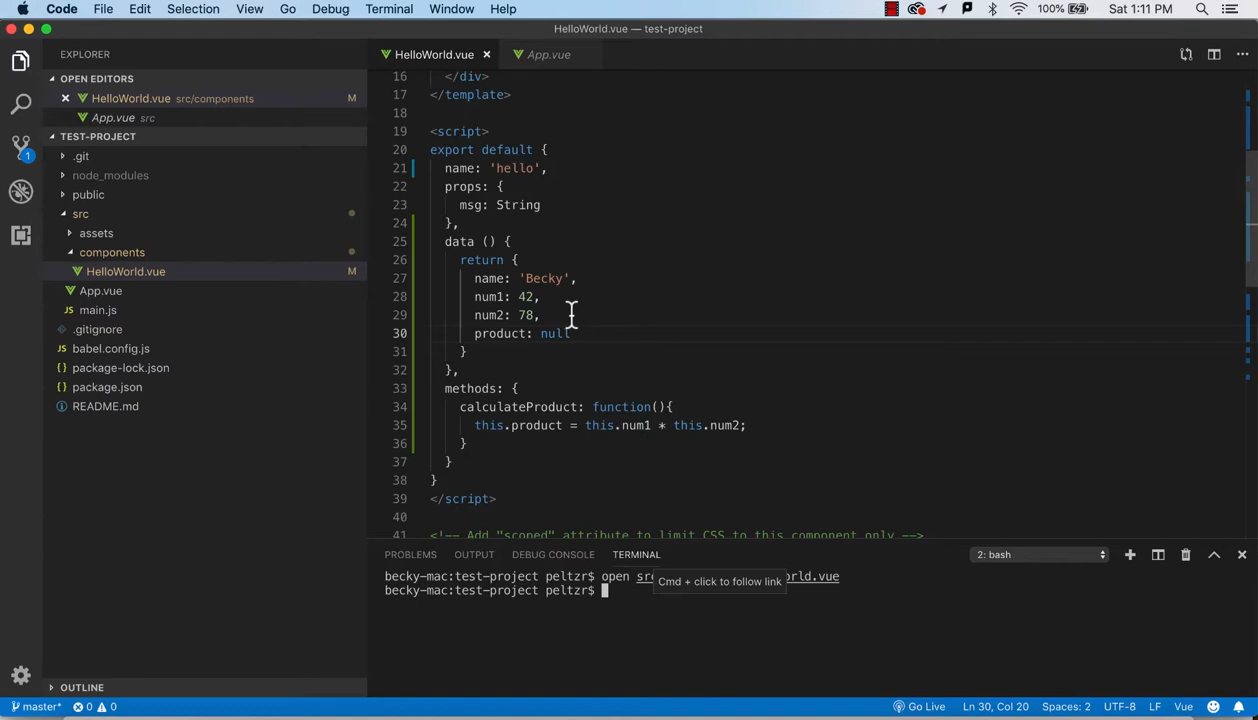 Code File Edit Selection View Go Debug Terminal Window Help 100% Sat 1:11 PM
HelloWorld.vue — test-project
EXPLORER
HelloWorld.vue
App.vue
OPEN EDITORS
HelloWorld.vue src/components M
App.vue src
TEST-PROJECT
.git
node_modules
public
src
assets
components
HelloWorld.vue M
App.vue
main.js
.gitignore
babel.config.js
package-lock.json
package.json
README.md
OUTLINE
1
16 </div>
17 </template>
18
19 <script>
20 export default {
21 name: 'hello',
22 props: {
23 msg: String
24 },
25 data () {
26 return {
27 name: 'Becky',
28 num1: 42,
29 num2: 78,
30 product: null
31 }
32 },
33 methods: {
34 calculateProduct: function(){
35 this.product = this.num1 * this.num2;
36 }
37 }
38 }
39 </script>
40
41 <!-- Add "scoped" attribute to limit CSS to this component only -->
PROBLEMS OUTPUT DEBUG CONSOLE TERMINAL 2: bash
becky-mac:test-project peltzr$ open src orld.vue
Cmd + click to follow link
becky-mac:test-project peltzr$
master* 0 0 Go Live Ln 30, Col 20 Spaces: 2 UTF-8 LF Vue